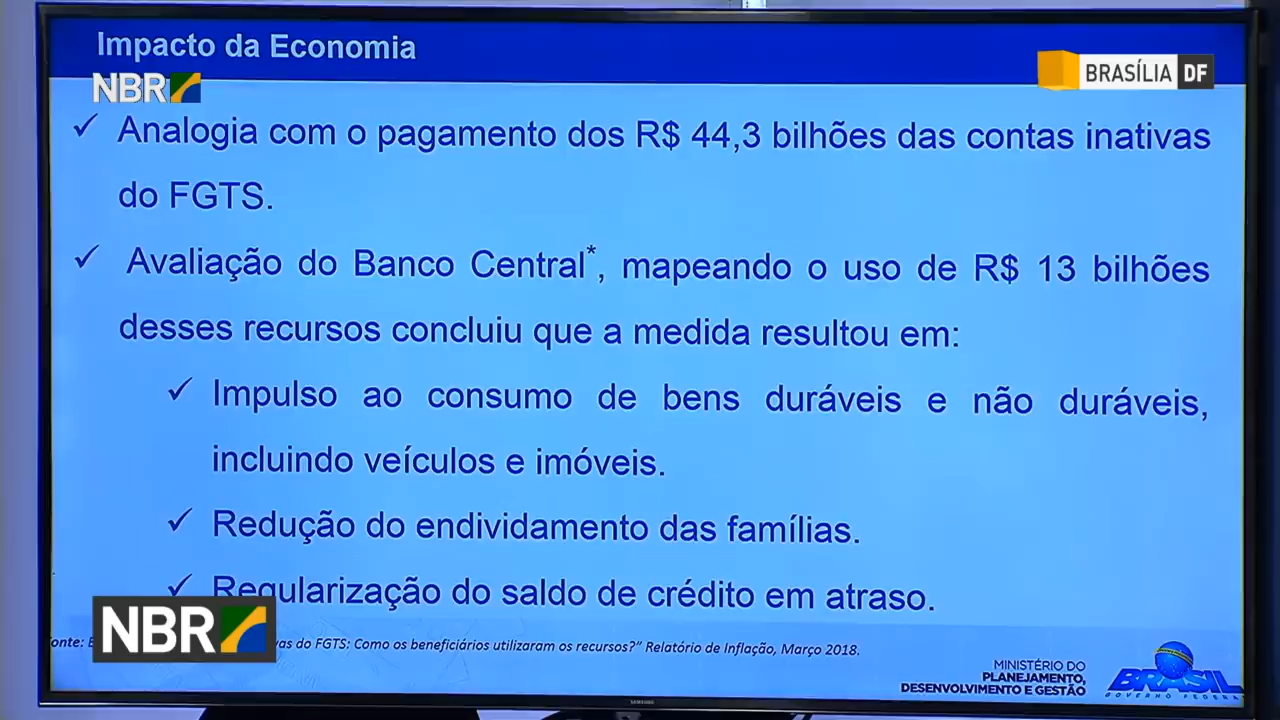 Impacto da Economia
NBR
BRASÍLIA DF
Analogia com o pagamento dos R$ 44,3 bilhões das contas inativas
do FGTS.
Avaliação do Banco Central*, mapeando o uso de R$ 13 bilhões
desses recursos concluiu que a medida resultou em:
Impulso ao consumo de bens duráveis e não duráveis,
incluindo veículos e imóveis.
Redução do endividamento das famílias.
Regularização do saldo de crédito em atraso.
NBR
do FGTS: Como os beneficiários utilizaram os recursos?” Relatório de Inflação, Março 2018.
MINISTÉRIO DO
PLANEJAMENTO,
DESENVOLVIMENTO E GESTÃO
BRASIL
GOVERNO FEDERAL
SAMSUNG